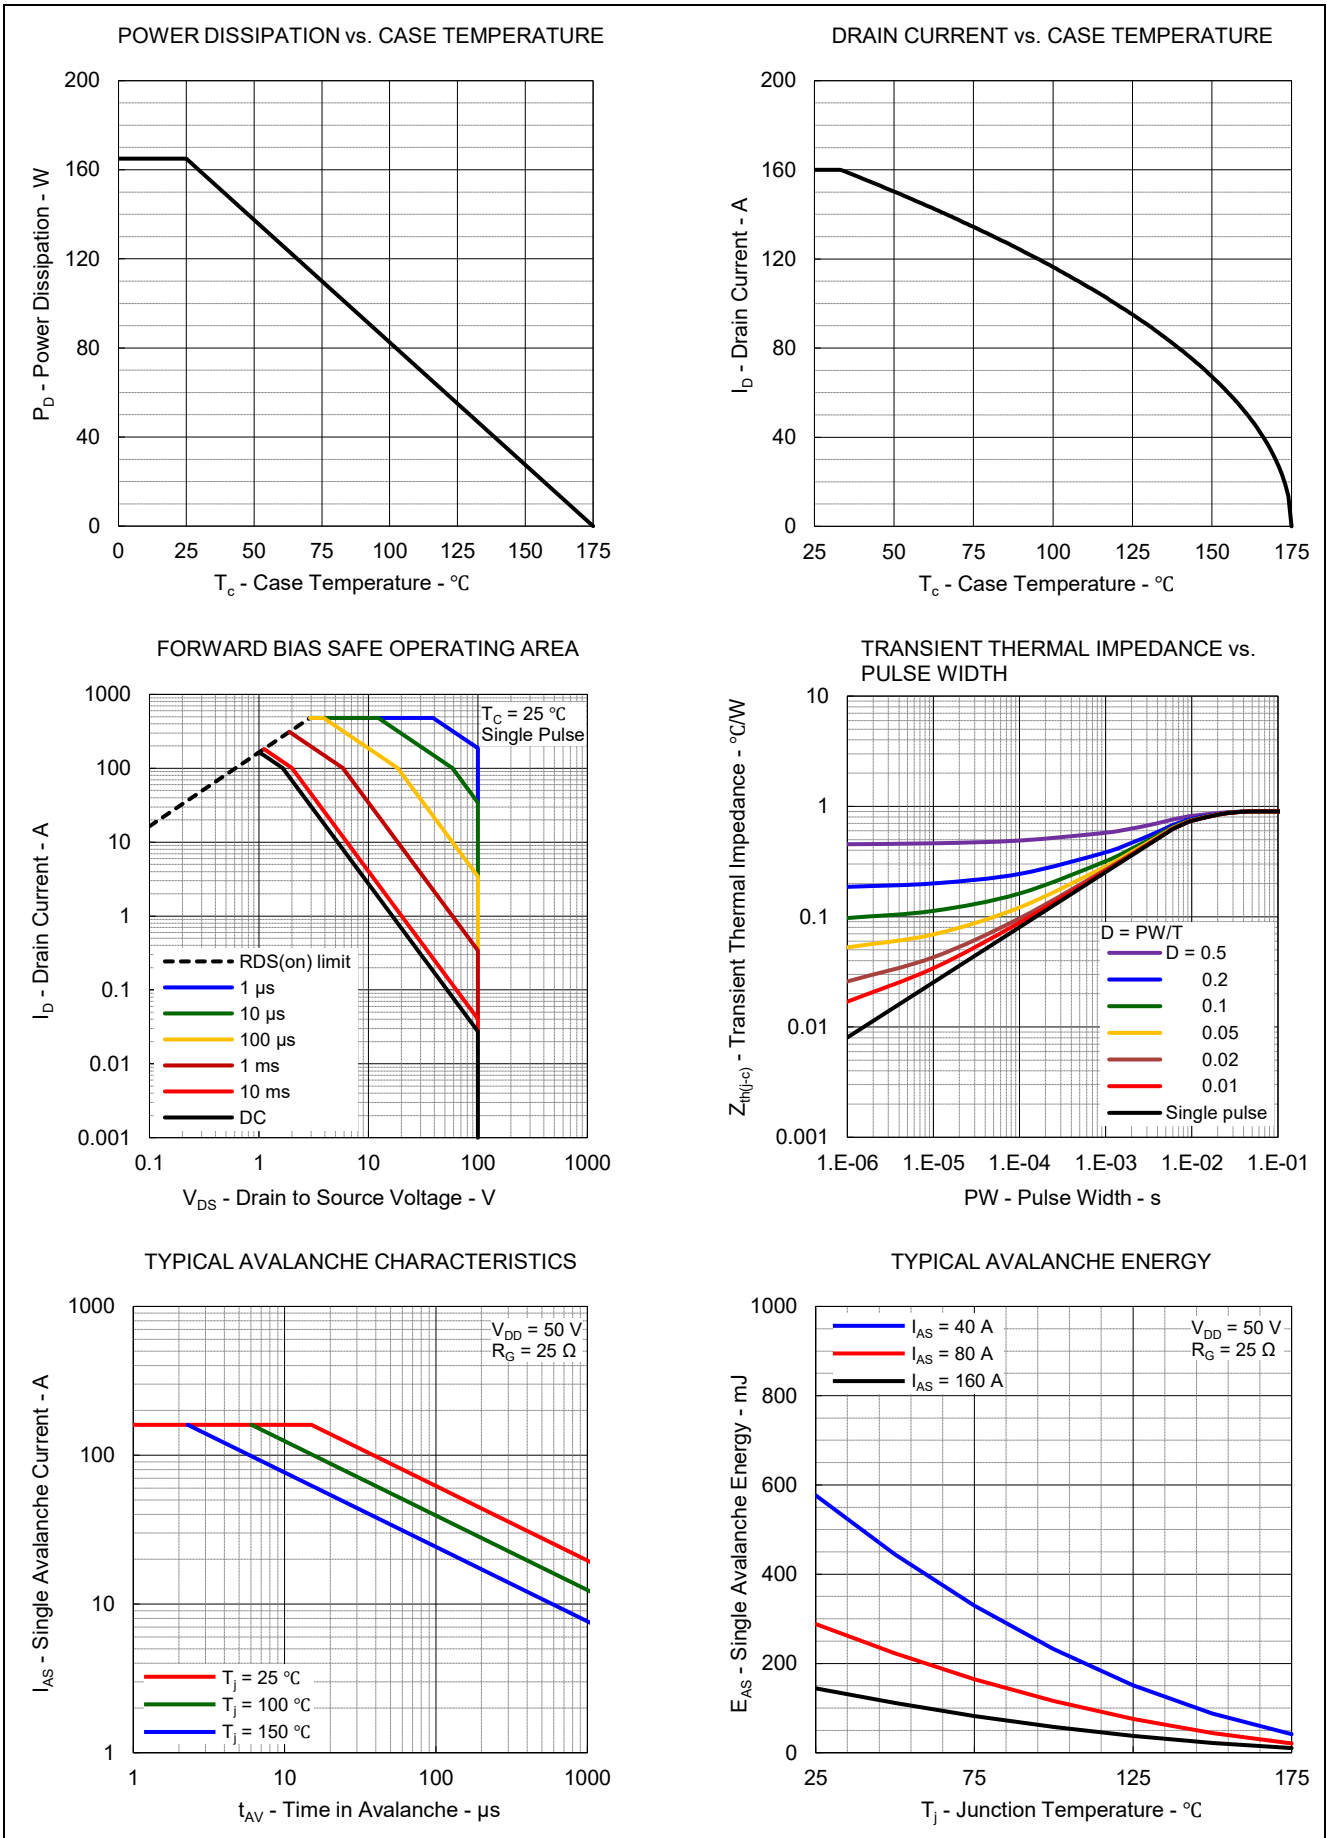 POWER DISSIPATION vs. CASE TEMPERATURE
200
160
120
80
40
0
P_D - Power Dissipation - W
0 25 50 75 100 125 150 175
T_c - Case Temperature - ℃
DRAIN CURRENT vs. CASE TEMPERATURE
200
160
120
80
40
0
I_D - Drain Current - A
25 50 75 100 125 150 175
T_c - Case Temperature - ℃
FORWARD BIAS SAFE OPERATING AREA
1000
100
10
1
0.1
0.01
0.001
I_D - Drain Current - A
T_C = 25 ℃
Single Pulse
RDS(on) limit
1 µs
10 µs
100 µs
1 ms
10 ms
DC
0.1 1 10 100 1000
V_DS - Drain to Source Voltage - V
TRANSIENT THERMAL IMPEDANCE vs.
PULSE WIDTH
10
1
0.1
0.01
0.001
Z_th(j-c) - Transient Thermal Impedance - ℃/W
D = PW/T
D = 0.5
0.2
0.1
0.05
0.02
0.01
Single pulse
1.E-06 1.E-05 1.E-04 1.E-03 1.E-02 1.E-01
PW - Pulse Width - s
TYPICAL AVALANCHE CHARACTERISTICS
1000
100
10
1
I_AS - Single Avalanche Current - A
V_DD = 50 V
R_G = 25 Ω
T_j = 25 ℃
T_j = 100 ℃
T_j = 150 ℃
1 10 100 1000
t_AV - Time in Avalanche - µs
TYPICAL AVALANCHE ENERGY
1000
800
600
400
200
0
E_AS - Single Avalanche Energy - mJ
I_AS = 40 A
I_AS = 80 A
I_AS = 160 A
V_DD = 50 V
R_G = 25 Ω
25 75 125 175
T_j - Junction Temperature - ℃